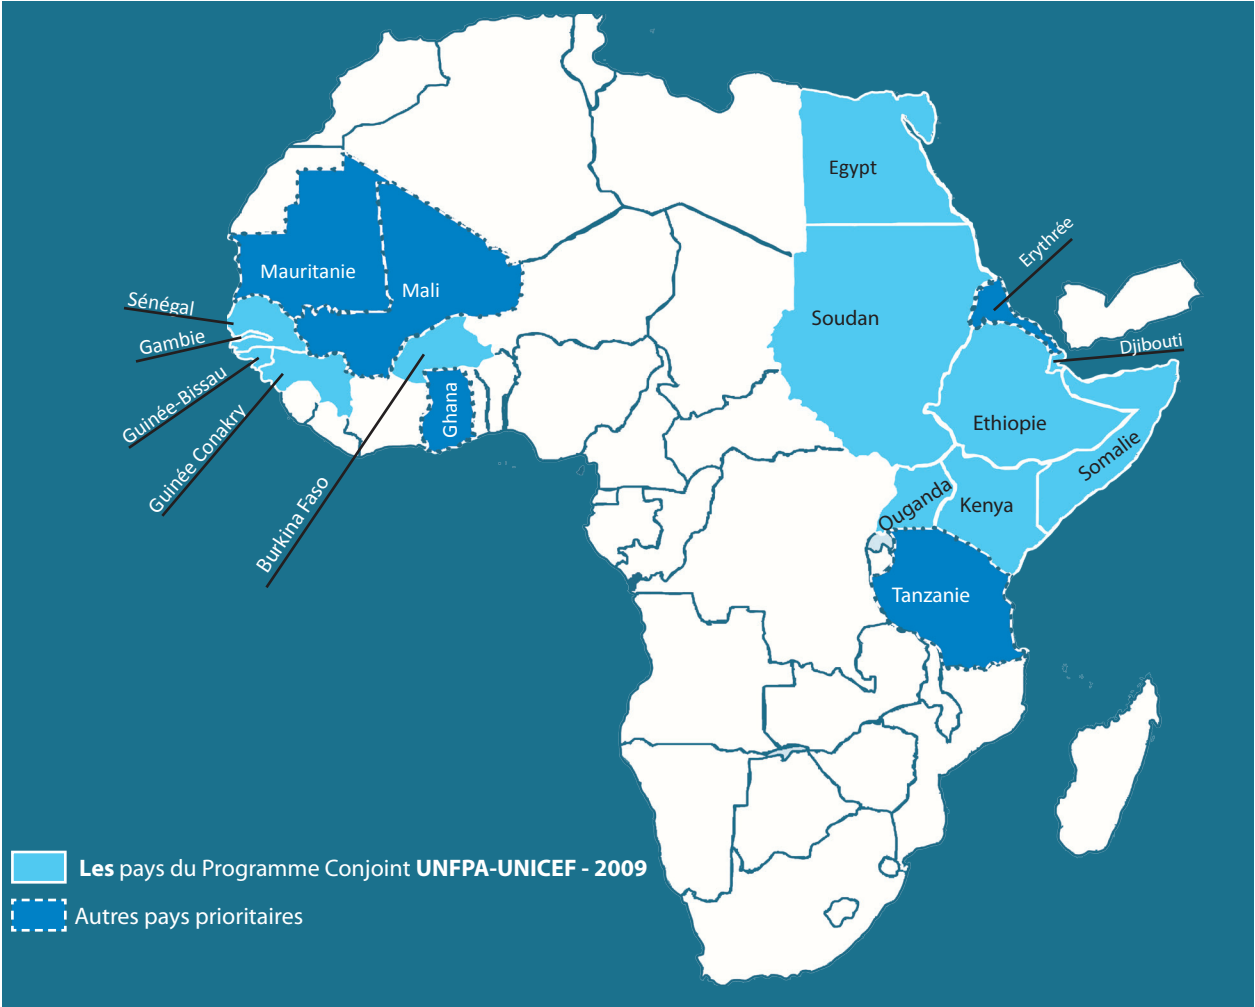 Egypt
Erythrée
Mauritanie
Mali
Sénégal
Soudan
Gambie
Djibouti
Guinée-Bissau
Ghana
Guinée Conakry
Ethiopie
Somalie
Burkina Faso
Ouganda
Kenya
Tanzanie
Les pays du Programme Conjoint UNFPA-UNICEF - 2009
Autres pays prioritaires